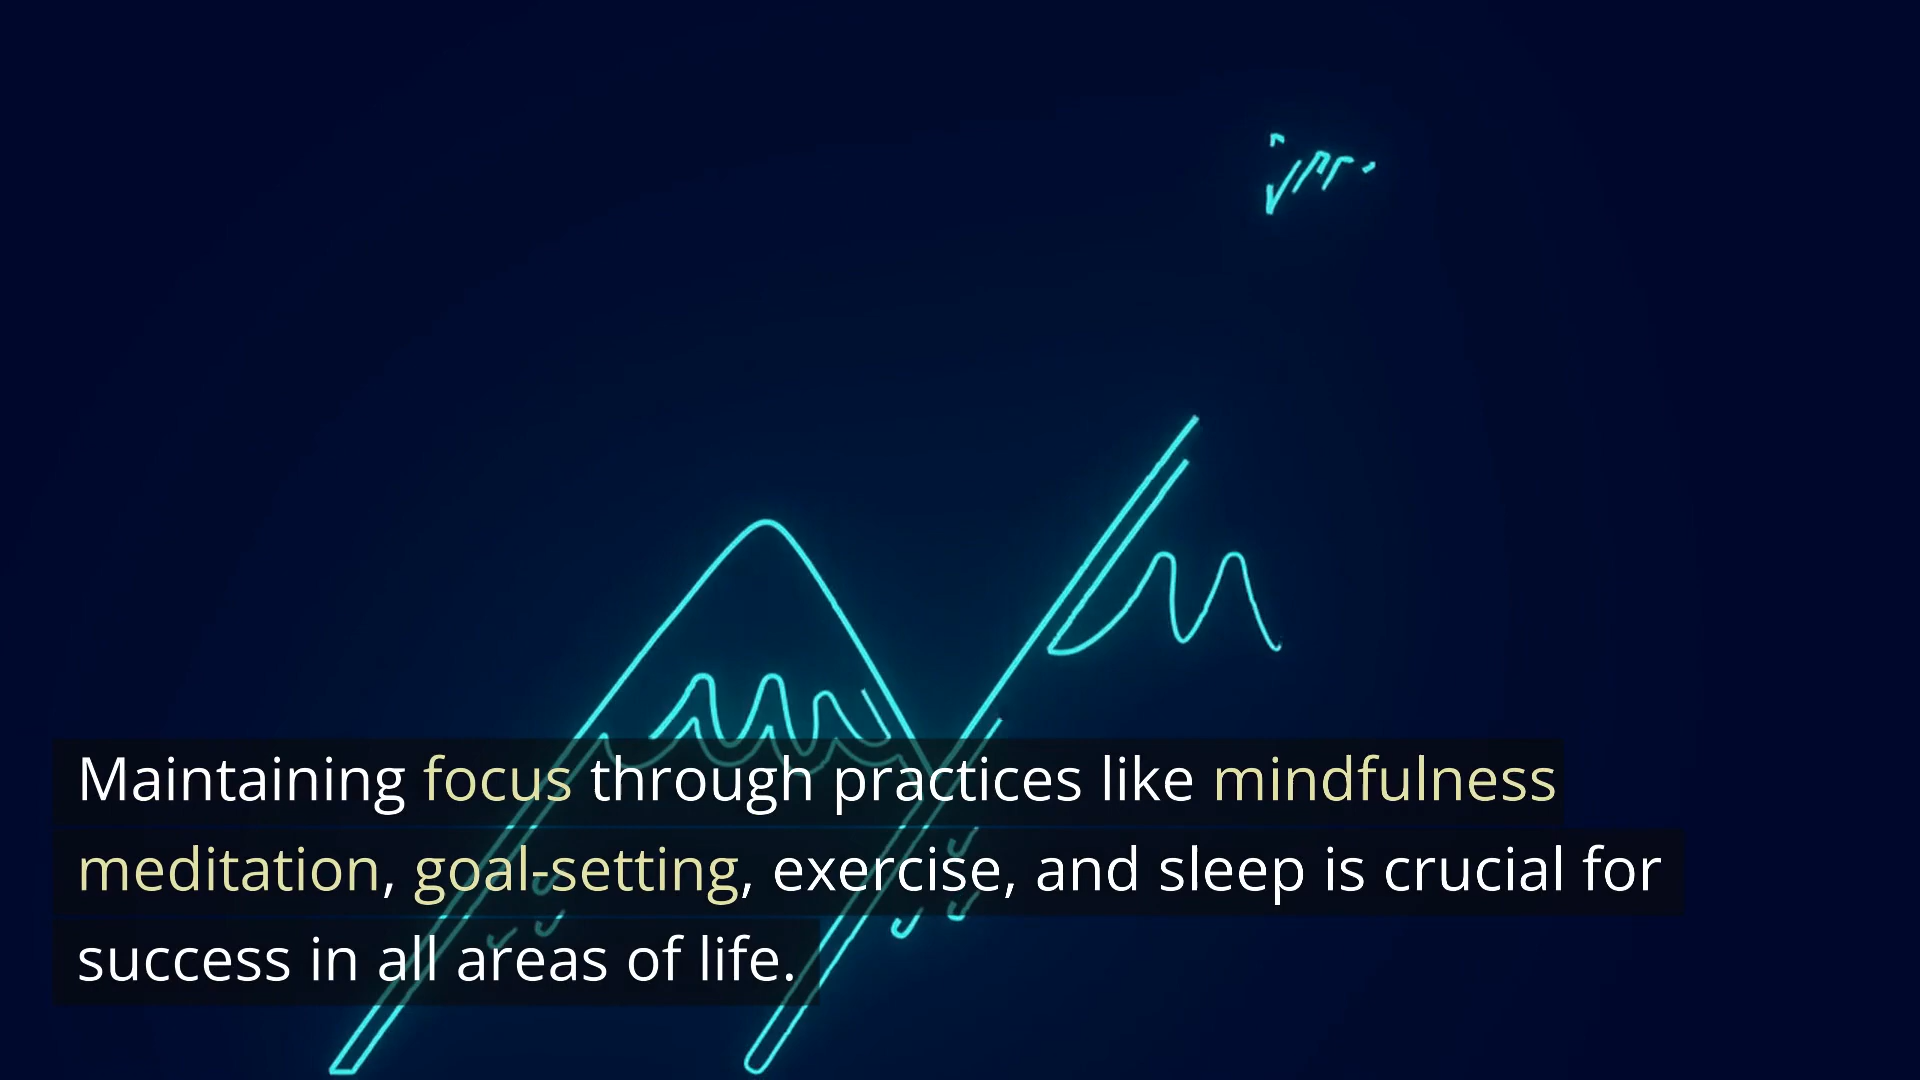 Maintaining focus through practices like mindfulness
meditation, goal-setting, exercise, and sleep is crucial for
success in all areas of life.